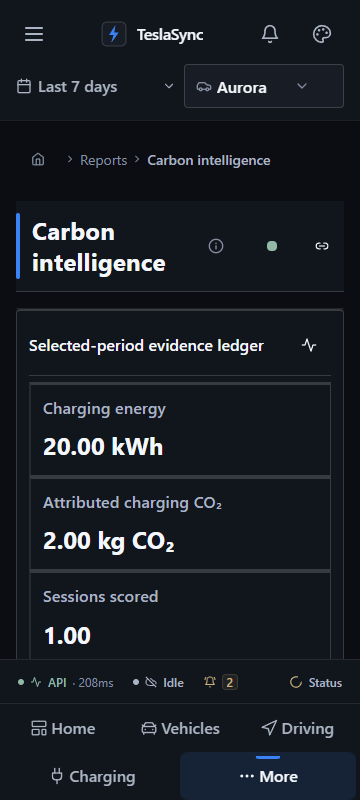 TeslaSync
Last 7 days
Aurora
Reports
Carbon intelligence
Carbon
intelligence
Selected-period evidence ledger
Charging energy
20.00 kWh
Attributed charging CO₂
2.00 kg CO₂
Sessions scored
1.00
API · 208ms
Idle
2
Status
Home
Vehicles
Driving
Charging
More